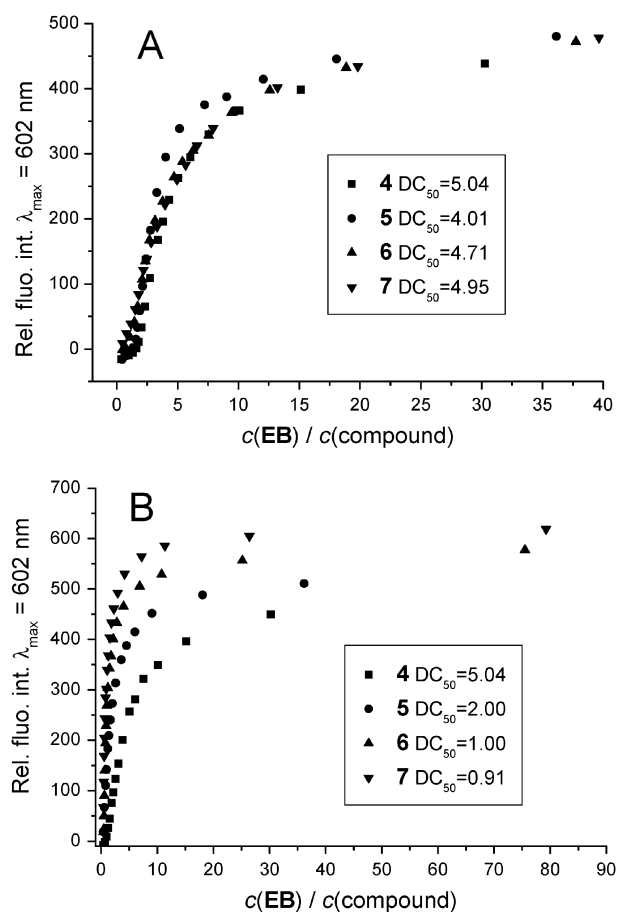 A
Rel. fluo. int. λmax = 602 nm
500
400
300
200
100
0
4 DC50=5.04
5 DC50=4.01
6 DC50=4.71
7 DC50=4.95
0 5 10 15 20 25 30 35 40
c(EB) / c(compound)
B
Rel. fluo. int. λmax = 602 nm
700
600
500
400
300
200
100
0
4 DC50=5.04
5 DC50=2.00
6 DC50=1.00
7 DC50=0.91
0 10 20 30 40 50 60 70 80 90
c(EB) / c(compound)